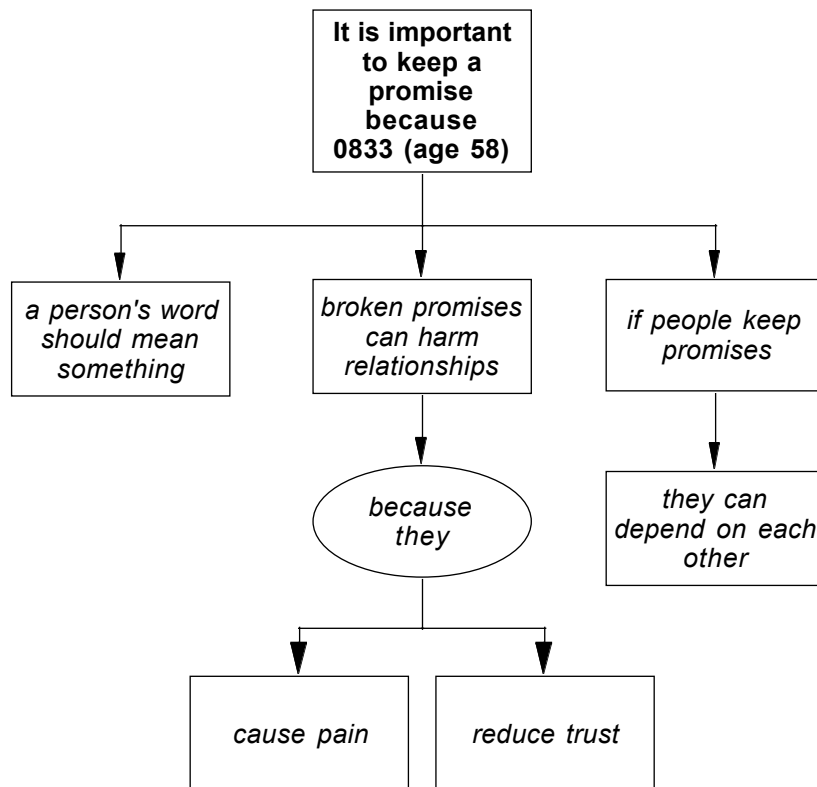 It is important
to keep a
promise
because
0833 (age 58)
a person's word
should mean
something
broken promises
can harm
relationships
if people keep
promises
because
they
they can
depend on each
other
cause pain
reduce trust